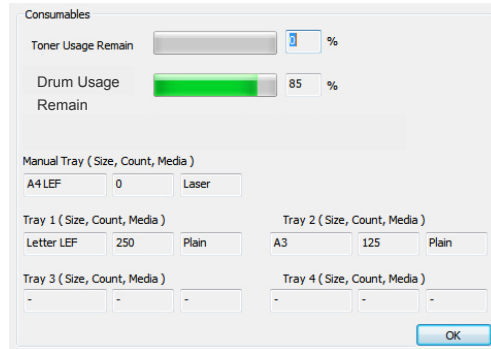 Consumables
Toner Usage Remain 0 %
Drum Usage 85 %
Remain
Manual Tray ( Size, Count, Media )
A4 LEF 0 Laser
Tray 1 ( Size, Count, Media ) Tray 2 ( Size, Count, Media )
Letter LEF 250 Plain A3 125 Plain
Tray 3 ( Size, Count, Media ) Tray 4 ( Size, Count, Media )
- - - - - -
OK